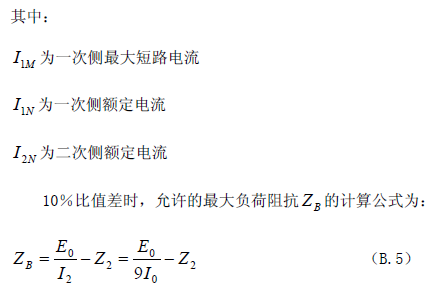 其中：
I₁M 为一次侧最大短路电流
I₁N 为一次侧额定电流
I₂N 为二次侧额定电流
10％比值差时，允许的最大负荷阻抗 Z_B 的计算公式为：
Z_B = E₀/I₂ − Z₂ = E₀/9I₀ − Z₂ （B.5）